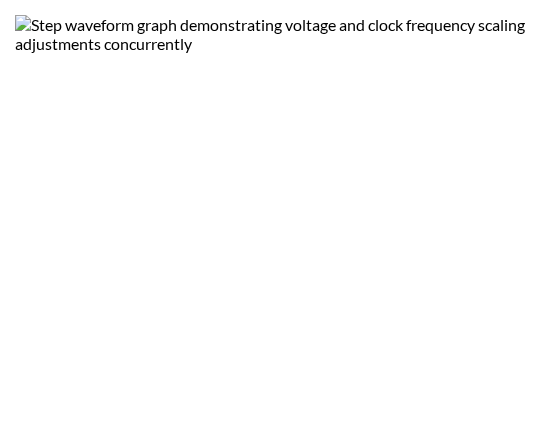 Step waveform graph demonstrating voltage and clock frequency scaling
adjustments concurrently